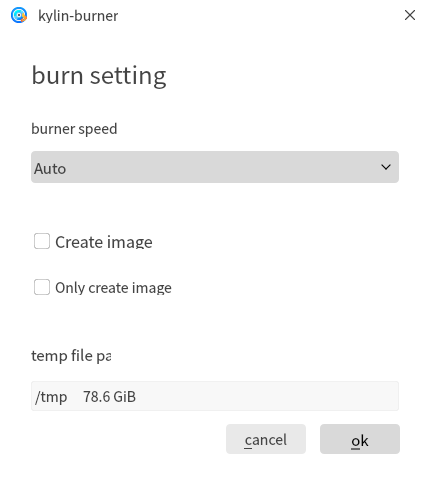 kylin-burner
burn setting
burner speed
Auto
Create image
Only create image
temp file pa
/tmp 78.6 GiB
cancel
ok